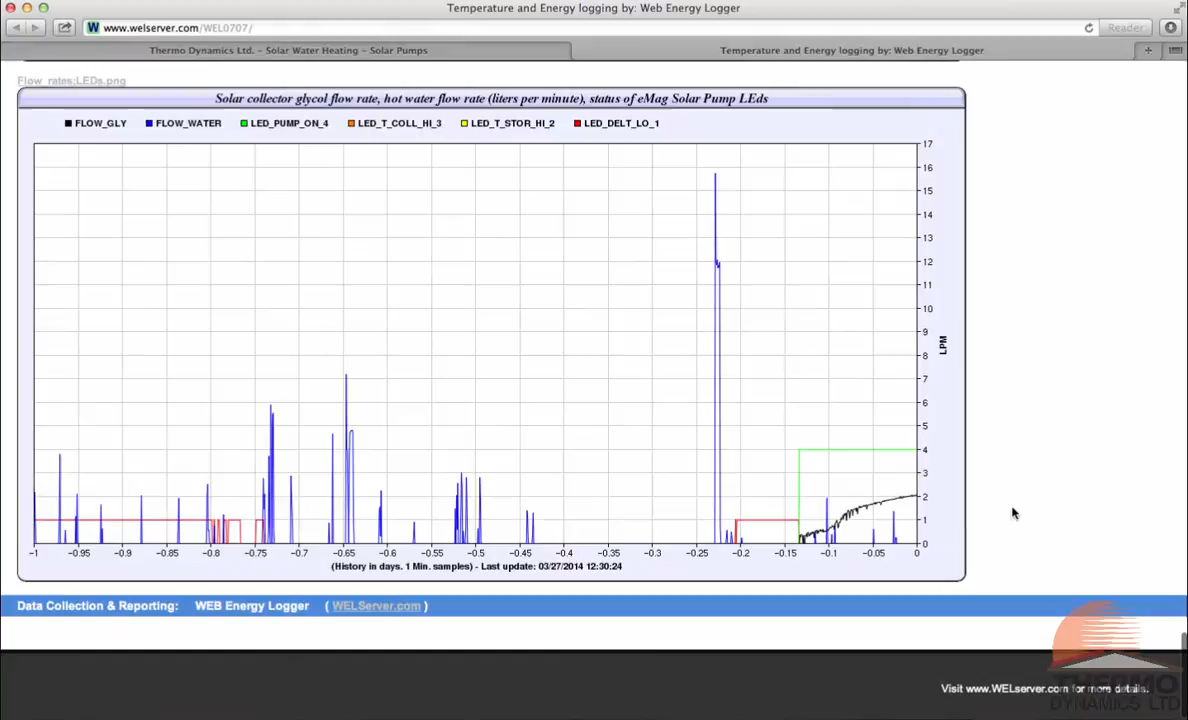 Temperature and Energy logging by: Web Energy Logger
W www.welserver.com/WEL0707/
Reader
Thermo Dynamics Ltd. - Solar Water Heating - Solar Pumps
Temperature and Energy logging by: Web Energy Logger
+
Flow_rates;LEDs.png
Solar collector glycol flow rate, hot water flow rate (liters per minute), status of eMag Solar Pump LEds
FLOW_GLY FLOW_WATER LED_PUMP_ON_4 LED_T_COLL_HI_3 LED_T_STOR_HI_2 LED_DELT_LO_1
17
16
15
14
13
12
11
10
9
8
7
6
5
4
3
2
1
0
LPM
-1 -0.95 -0.9 -0.85 -0.8 -0.75 -0.7 -0.65 -0.6 -0.55 -0.5 -0.45 -0.4 -0.35 -0.3 -0.25 -0.2 -0.15 -0.1 -0.05 0
(History in days. 1 Min. samples) - Last update: 03/27/2014 12:30:24
Data Collection & Reporting: WEB Energy Logger ( WELServer.com )
Visit www.WELserver.com for more details.
THERMO
DYNAMICS LTD